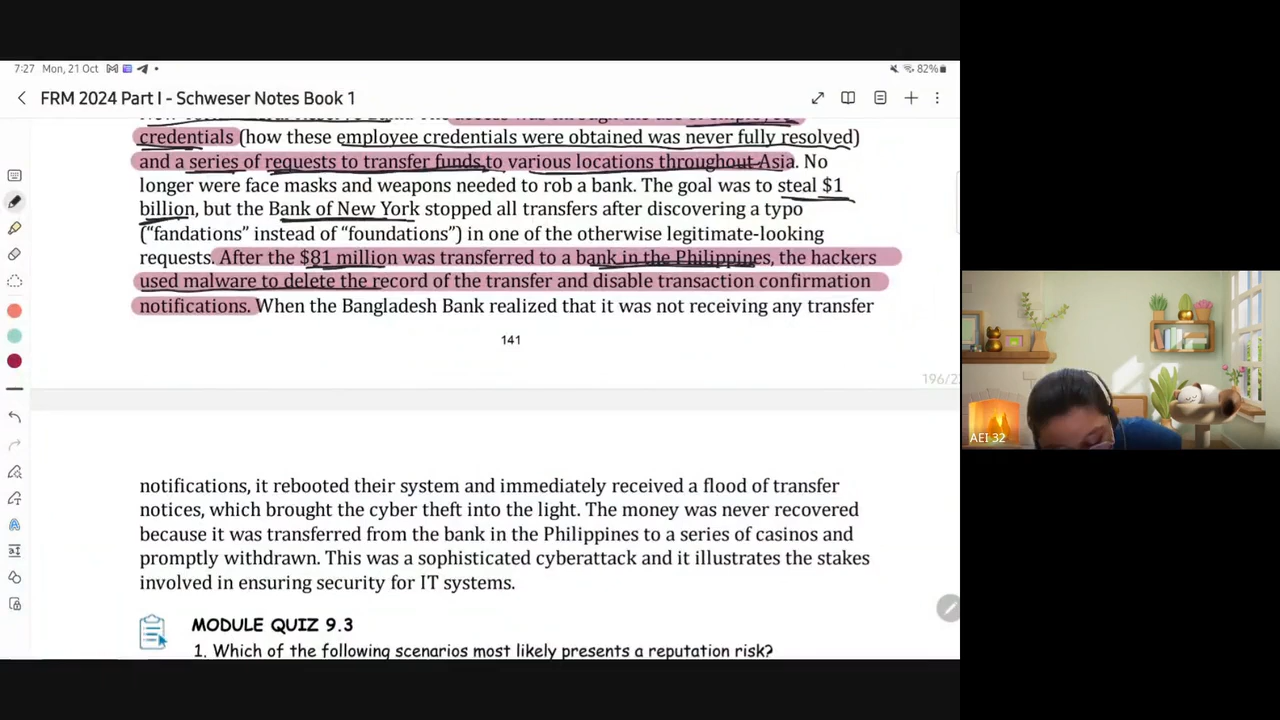 7:27 Mon, 21 Oct
82%
FRM 2024 Part I - Schweser Notes Book 1
credentials (how these employee credentials were obtained was never fully resolved)
and a series of requests to transfer funds to various locations throughout Asia. No
longer were face masks and weapons needed to rob a bank. The goal was to steal $1
billion, but the Bank of New York stopped all transfers after discovering a typo
(“fandations” instead of “foundations”) in one of the otherwise legitimate-looking
requests. After the $81 million was transferred to a bank in the Philippines, the hackers
used malware to delete the record of the transfer and disable transaction confirmation
notifications. When the Bangladesh Bank realized that it was not receiving any transfer
141
196/2
notifications, it rebooted their system and immediately received a flood of transfer
notices, which brought the cyber theft into the light. The money was never recovered
because it was transferred from the bank in the Philippines to a series of casinos and
promptly withdrawn. This was a sophisticated cyberattack and it illustrates the stakes
involved in ensuring security for IT systems.
MODULE QUIZ 9.3
1. Which of the following scenarios most likely presents a reputation risk?
AEI 32